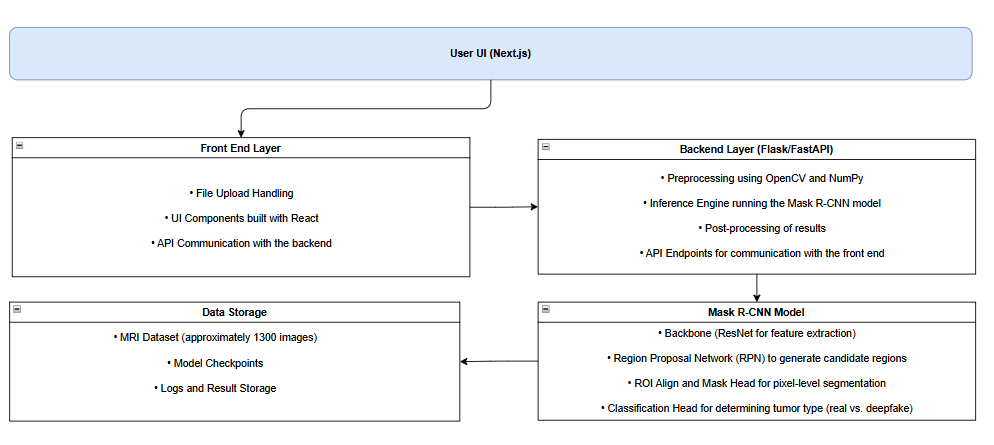 User UI (Next.js)
Front End Layer
• File Upload Handling
• UI Components built with React
• API Communication with the backend
Backend Layer (Flask/FastAPI)
• Preprocessing using OpenCV and NumPy
• Inference Engine running the Mask R-CNN model
• Post-processing of results
• API Endpoints for communication with the front end
Data Storage
• MRI Dataset (approximately 1300 images)
• Model Checkpoints
• Logs and Result Storage
Mask R-CNN Model
• Backbone (ResNet for feature extraction)
• Region Proposal Network (RPN) to generate candidate regions
• ROI Align and Mask Head for pixel-level segmentation
• Classification Head for determining tumor type (real vs. deepfake)